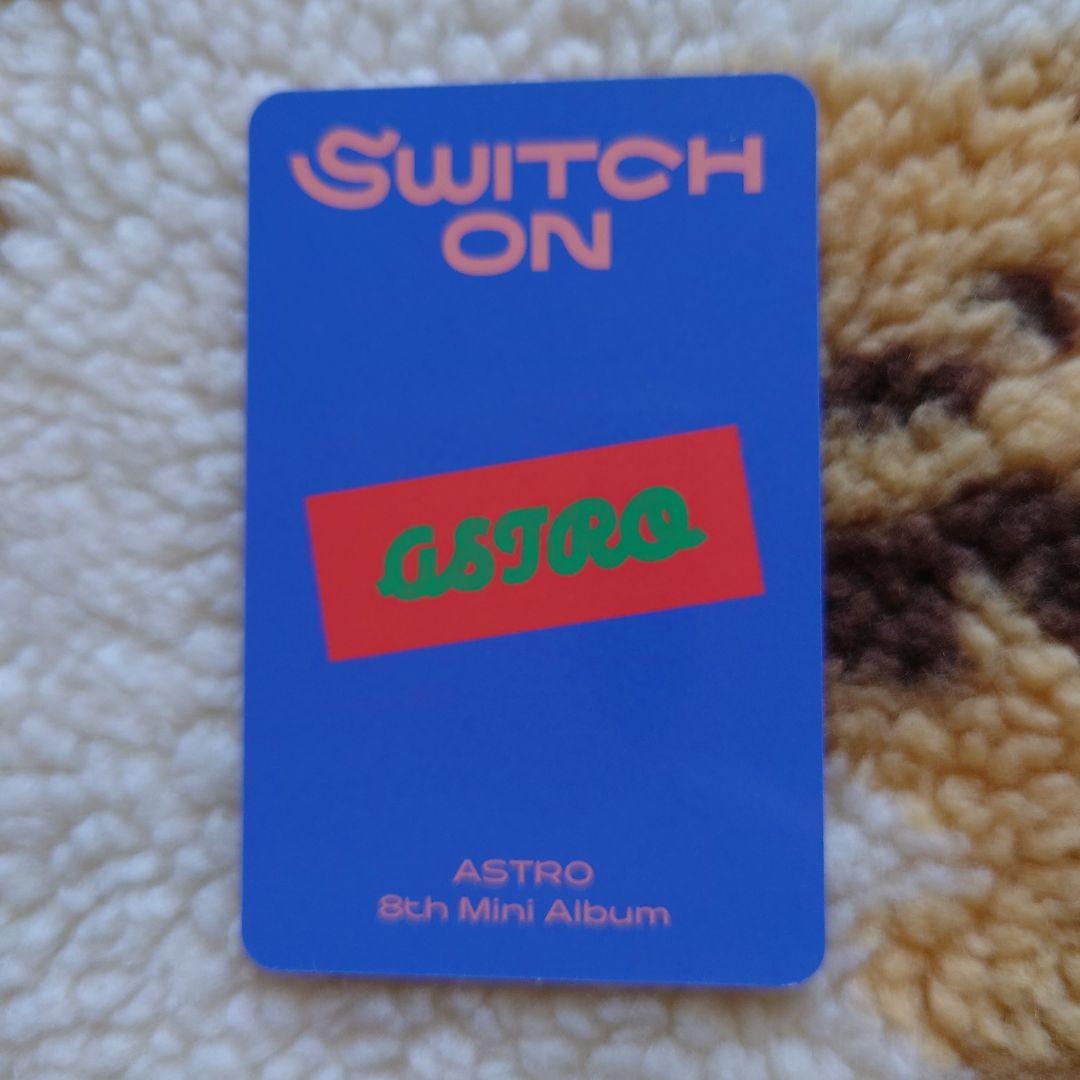 SWITCH
ON
ASTRO
ASTRO
8th Mini Album